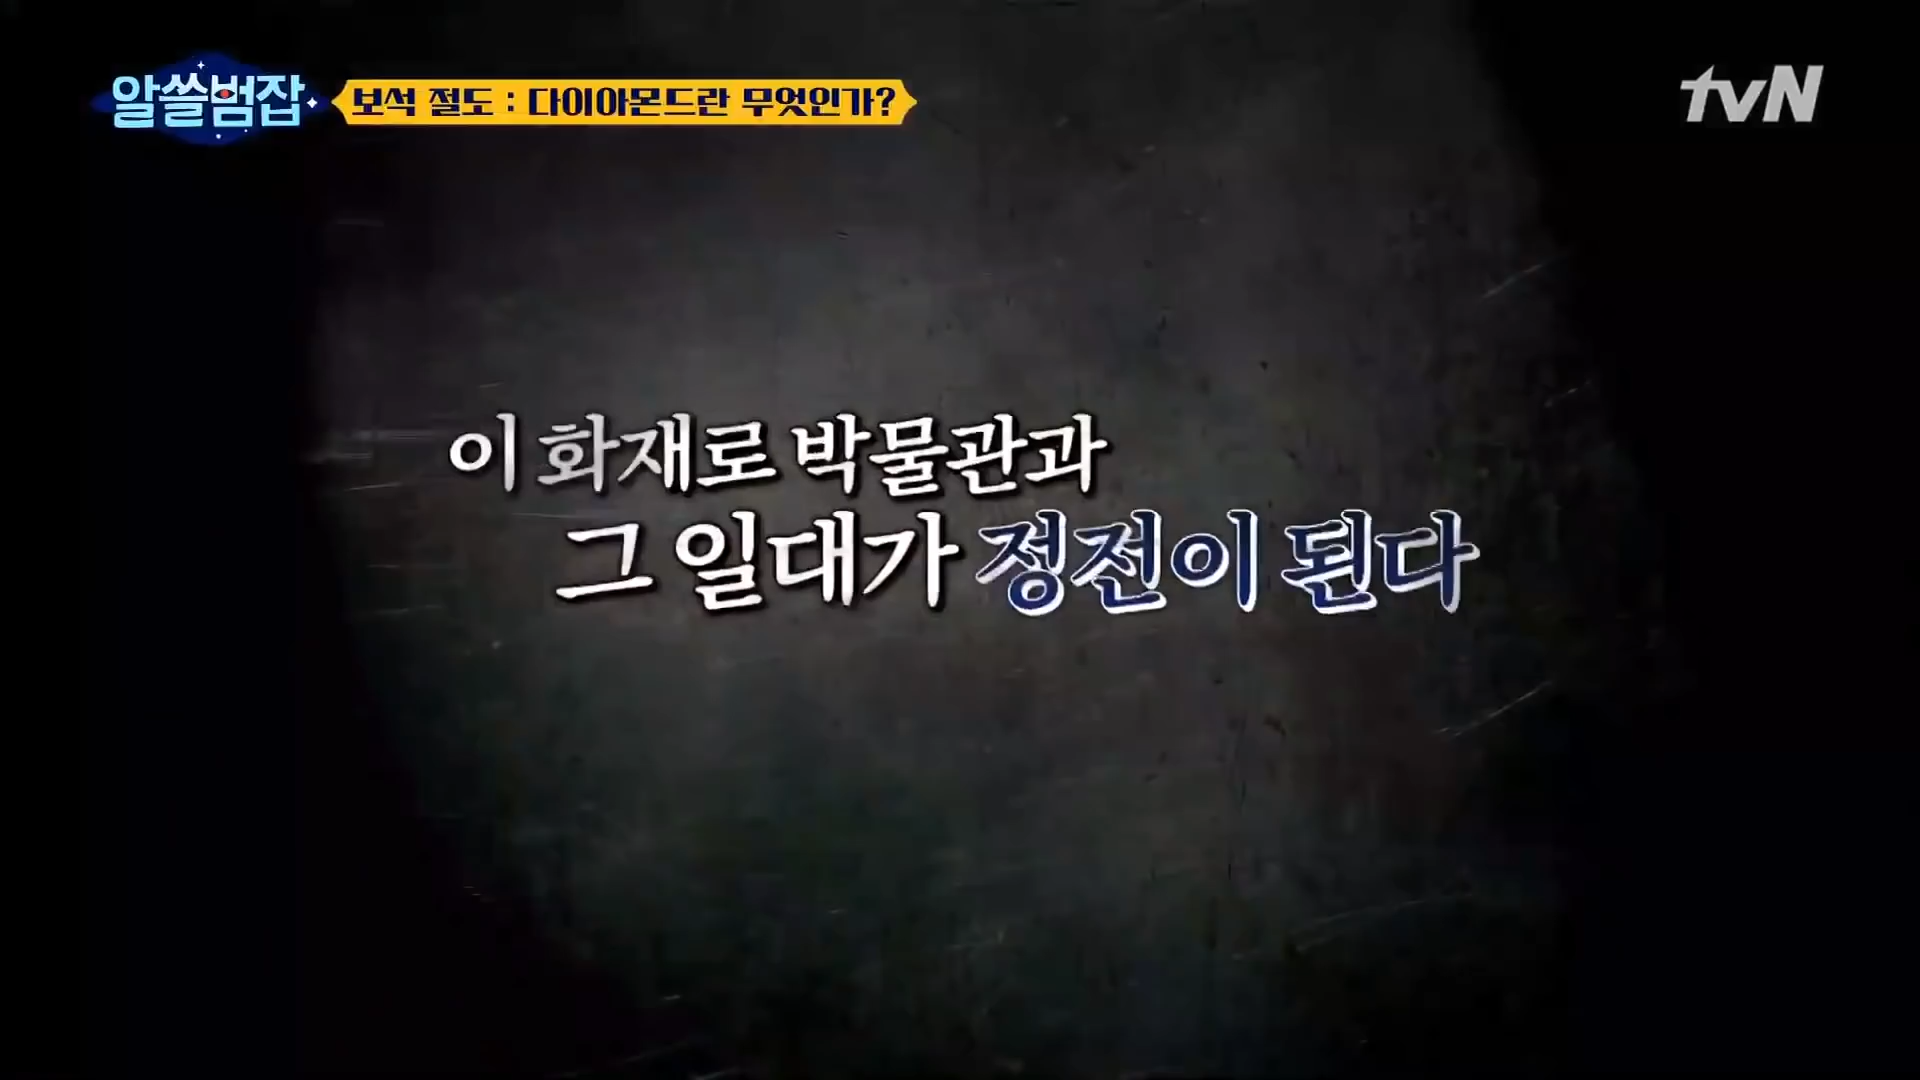 알쓸범잡
보석 절도 : 다이아몬드란 무엇인가?
tvN
이 화재로 박물관과
그 일대가 정전이 된다